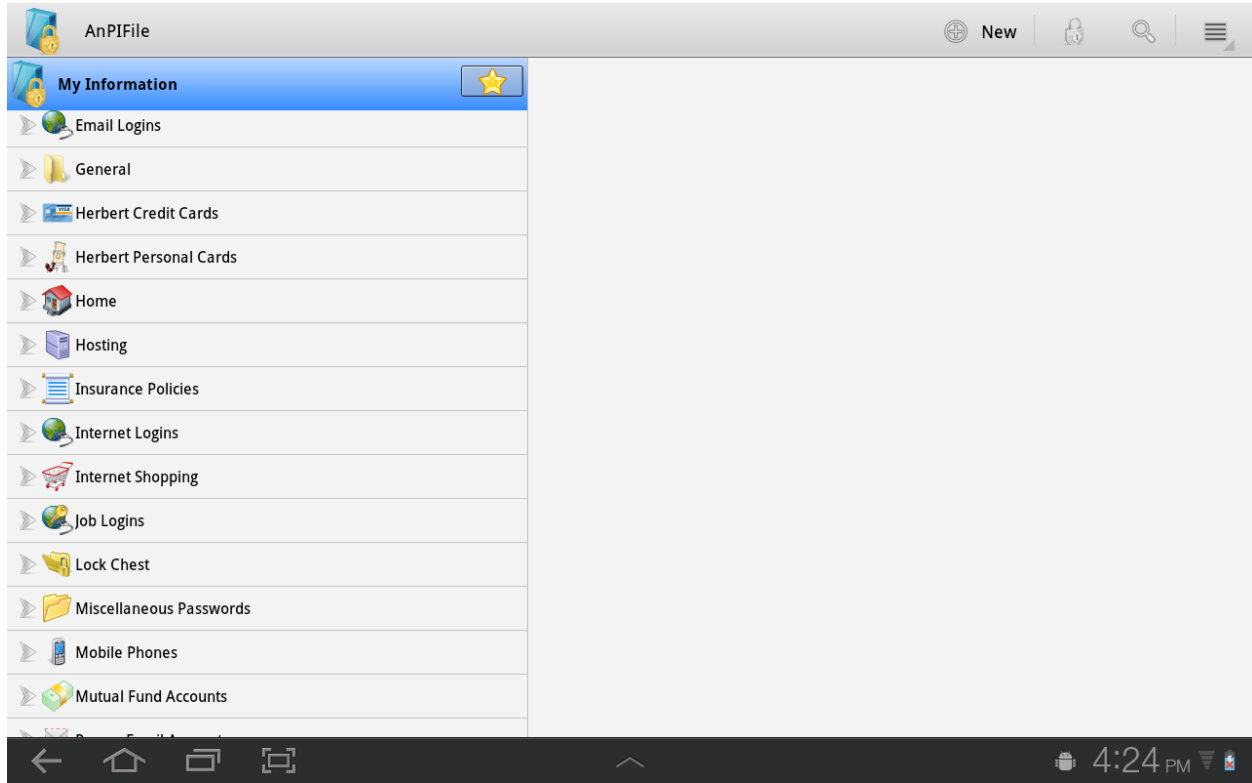 AnPIFile
New
My Information
Email Logins
General
Herbert Credit Cards
Herbert Personal Cards
Home
Hosting
Insurance Policies
Internet Logins
Internet Shopping
Job Logins
Lock Chest
Miscellaneous Passwords
Mobile Phones
Mutual Fund Accounts
4:24 PM